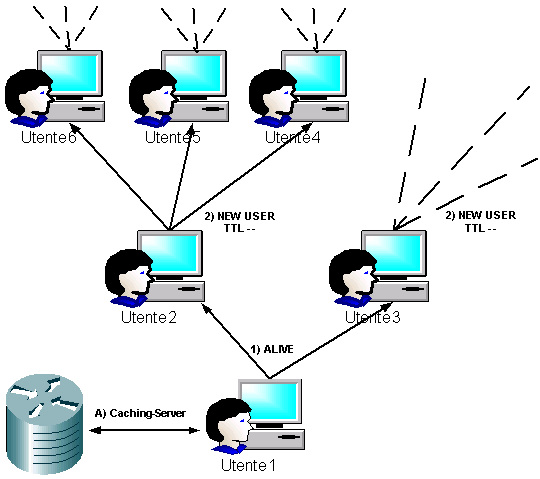 Utente6
Utente5
Utente4
2) NEW USER
TTL --
2) NEW USER
TTL --
Utente2
Utente3
1) ALIVE
A) Caching-Server
Utente1